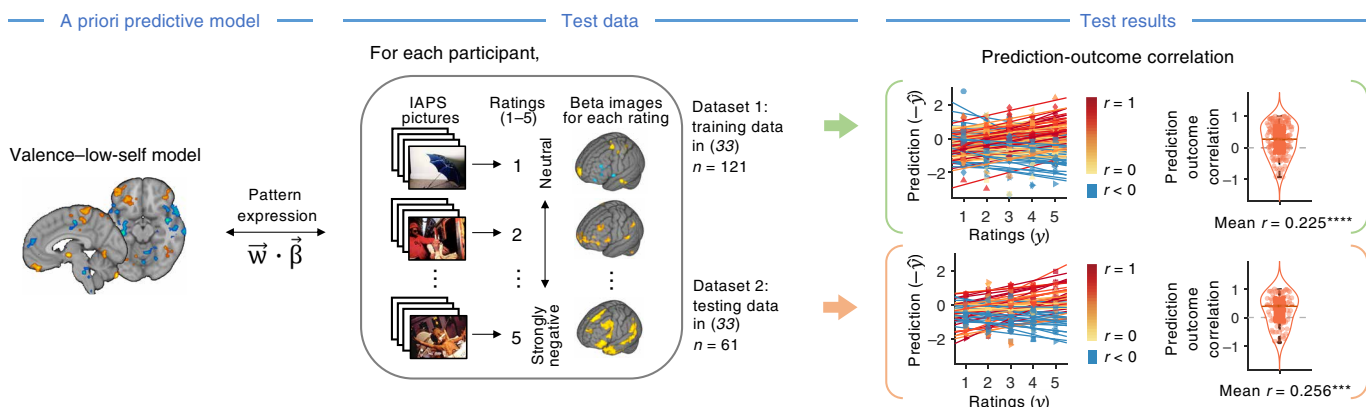 A priori predictive model
Test data
Test results
For each participant,
Prediction-outcome correlation
Valence–low-self model
Pattern
expression
w · β
IAPS
pictures
Ratings
(1–5)
Beta images
for each rating
1
2
⋮
5
Neutral
Strongly
negative
Dataset 1:
training data
in (33)
n = 121
Dataset 2:
testing data
in (33)
n = 61
Prediction (−ŷ)
2
0
−2
1 2 3 4 5
Ratings (y)
r = 1
r = 0
r < 0
Prediction
outcome
correlation
1
0
−1
Mean r = 0.225****
Prediction (−ŷ)
2
0
−2
1 2 3 4 5
Ratings (y)
r = 1
r = 0
r < 0
Prediction
outcome
correlation
1
0
−1
Mean r = 0.256***